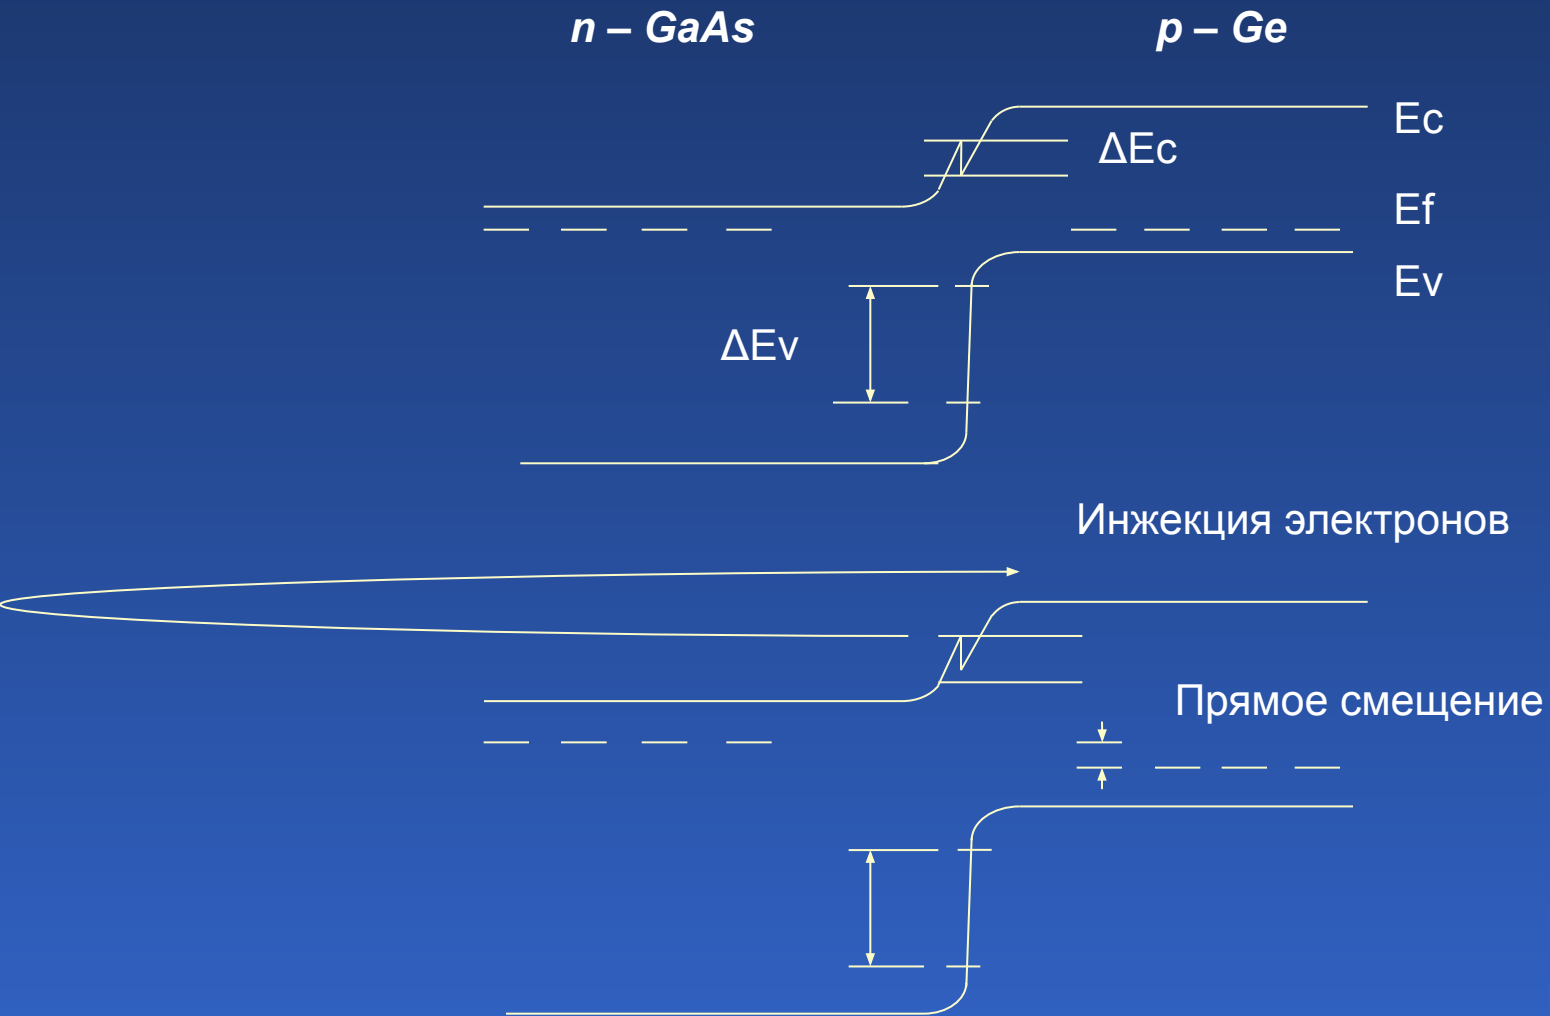 n – GaAs
p – Ge
Ec
ΔEc
Ef
Ev
ΔEv
Инжекция электронов
Прямое смещение